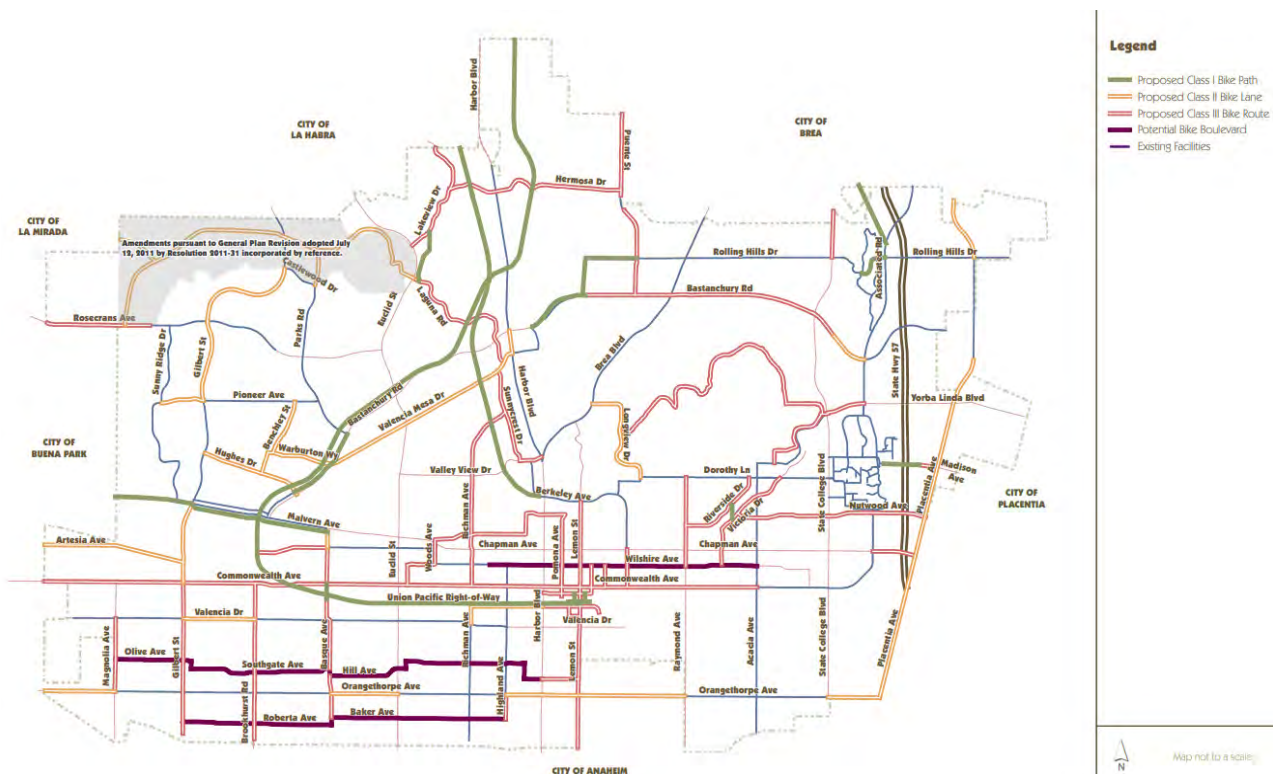 Legend
Proposed Class I Bike Path
Proposed Class II Bike Lane
Proposed Class III Bike Route
Potential Bike Boulevard
Existing Facilities
Harbor Blvd
CITY OF
LA HABRA
CITY OF
BREA
Puente St
Hermosa Dr
Lakeview Dr
CITY OF
LA MIRADA
Amendments pursuant to General Plan Revision adopted July
12, 2011 by Resolution 2011-31 incorporated by reference.
Rolling Hills Dr
Associated Rd
Rolling Hills Dr
Castlewood Dr
Bastanchury Rd
Euclid St
Laguna Rd
Rosecrans Ave
Parks Rd
Sunny Ridge Dr
Gilbert St
Brea Blvd
Harbor Blvd
State Hwy 57
Pioneer Ave
Bastanchury Rd
Valencia Mesa Dr
Sunnycrest Dr
Yorba Linda Blvd
Benchley St
Longview Dr
CITY OF
BUENA PARK
Hughes Dr
Warburton Wy
Valley View Dr
Dorothy Ln
State College Blvd
Madison
Ave
Berkeley Ave
Riverside Dr
Victoria Dr
Placentia Ave
CITY OF
PLACENTIA
Nutwood Ave
Malvern Ave
Richman Ave
Artesia Ave
Euclid St
Woods Ave
Chapman Ave
Pomona Ave
Lemon St
Chapman Ave
Wilshire Ave
Commonwealth Ave
Commonwealth Ave
Union Pacific Right-of-Way
Harbor Blvd
Valencia Dr
Valencia Dr
Magnolia Ave
Olive Ave
Gilbert St
Southgate Ave
Basque Ave
Hill Ave
Richman Ave
Lemon St
Raymond Ave
Acacia Ave
State College Blvd
Placentia Ave
Orangethorpe Ave
Highland Ave
Orangethorpe Ave
Brookhurst Rd
Roberta Ave
Baker Ave
CITY OF ANAHEIM
N
Map not to a scale